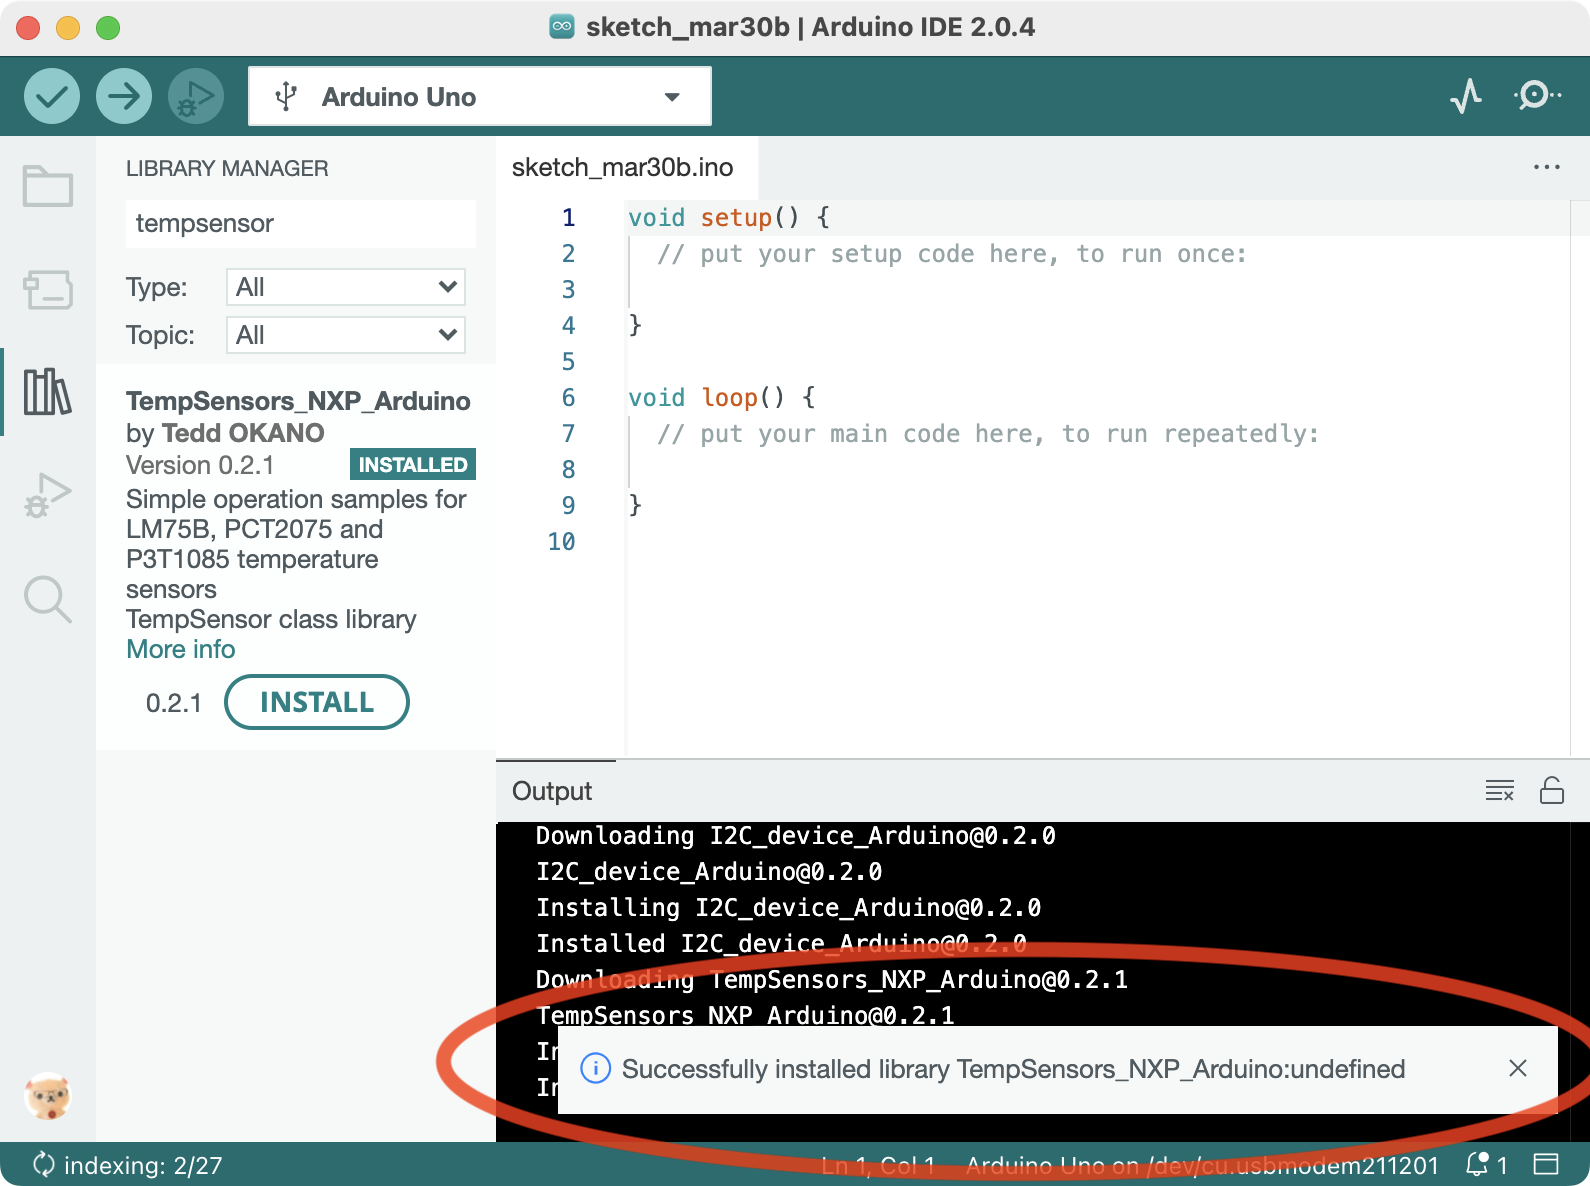 sketch_mar30b | Arduino IDE 2.0.4
Arduino Uno
LIBRARY MANAGER
tempsensor
Type: All
Topic: All
TempSensors_NXP_Arduino
by Tedd OKANO
Version 0.2.1 INSTALLED
Simple operation samples for
LM75B, PCT2075 and
P3T1085 temperature
sensors
TempSensor class library
More info
0.2.1 INSTALL
sketch_mar30b.ino
1 void setup() {
2 // put your setup code here, to run once:
3
4 }
5
6 void loop() {
7 // put your main code here, to run repeatedly:
8
9 }
10
Output
Downloading I2C_device_Arduino@0.2.0
I2C_device_Arduino@0.2.0
Installing I2C_device_Arduino@0.2.0
Installed I2C_device_Arduino@0.2.0
Downloading TempSensors_NXP_Arduino@0.2.1
TempSensors_NXP_Arduino@0.2.1
Successfully installed library TempSensors_NXP_Arduino:undefined
indexing: 2/27
Ln 1, Col 1 Arduino Uno on /dev/cu.usbmodem211201 1